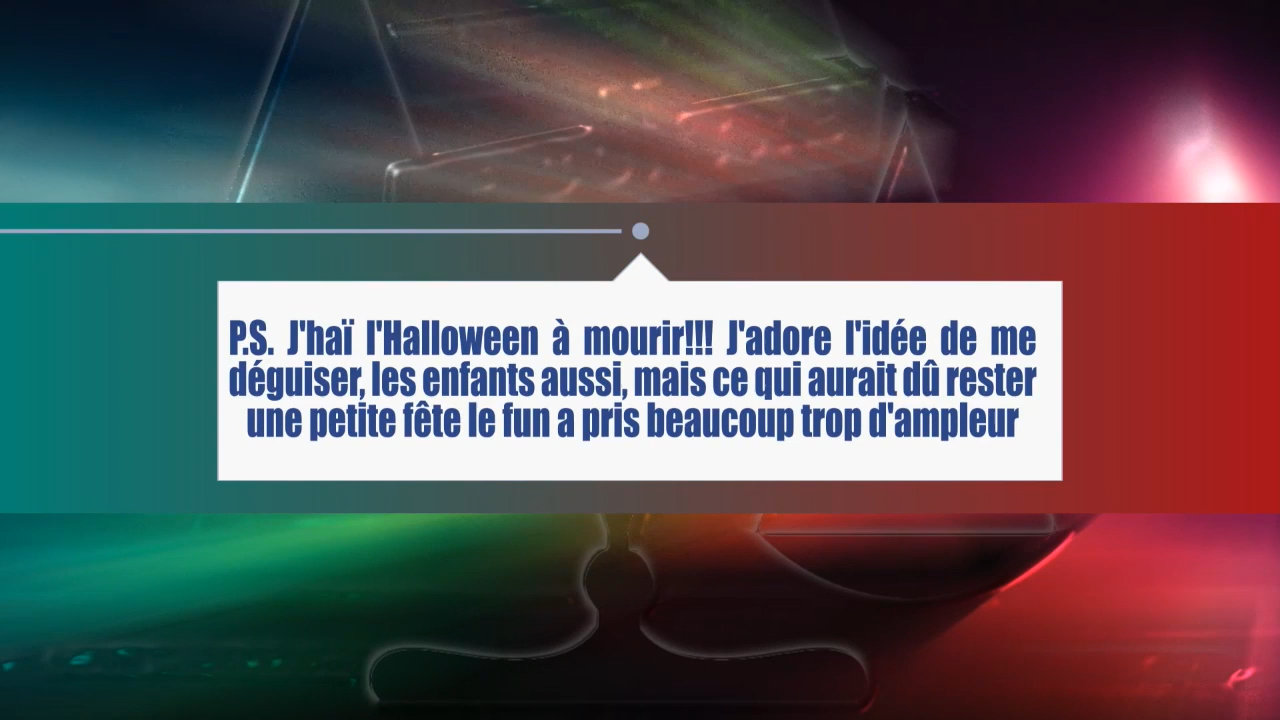 P.S. J'haï l'Halloween à mourir!!! J'adore l'idée de me
déguiser, les enfants aussi, mais ce qui aurait dû rester
une petite fête le fun a pris beaucoup trop d'ampleur